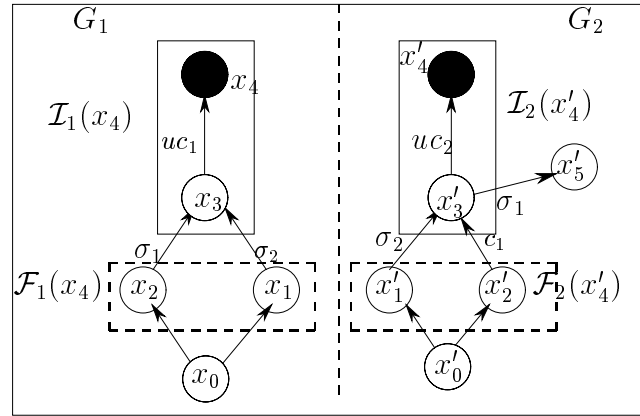 G₁ G₂
x₄ x′₄
ℐ₁(x₄) ℐ₂(x′₄)
uc₁ uc₂
x′₅
x₃ x′₃ σ₁
σ₁ σ₂ σ₂ c₁
ℱ₁(x₄) x₂ x₁ x′₁ x′₂ ℱ₂(x′₄)
x₀ x′₀